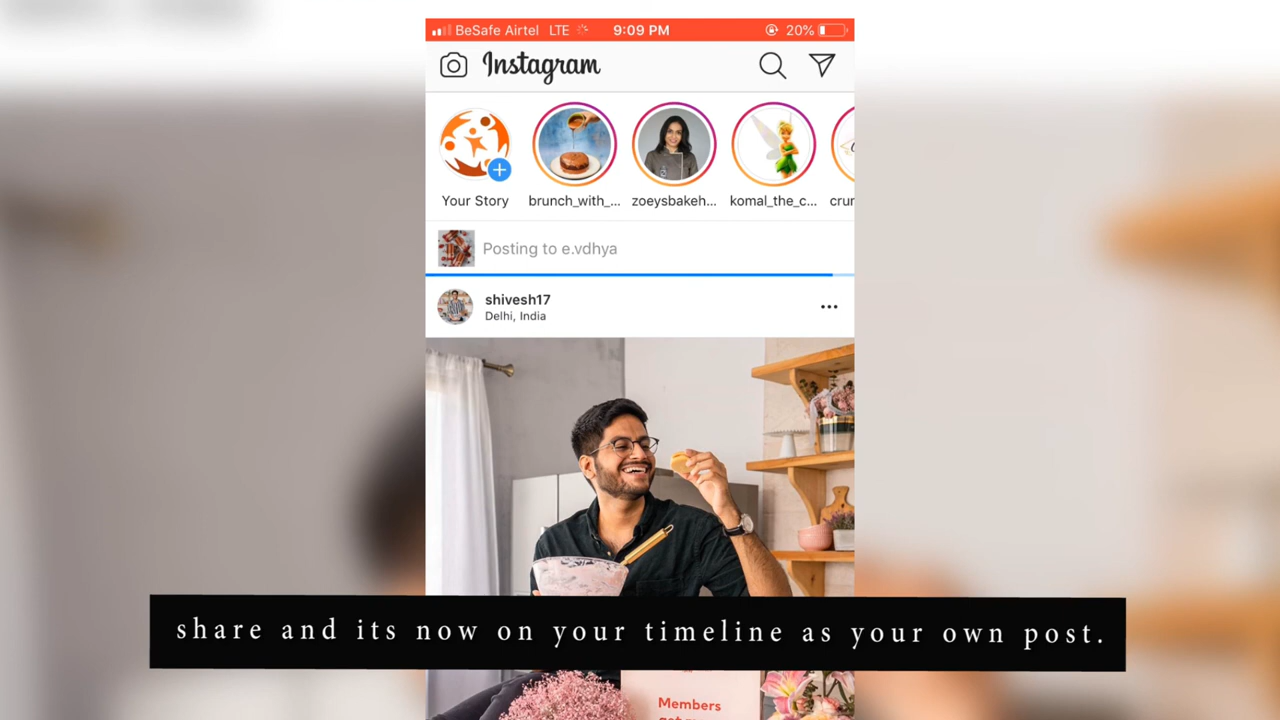 BeSafe Airtel LTE 9:09 PM 20%
Instagram
Your Story brunch_with_... zoeysbakeh... komal_the_c... crun
Posting to e.vdhya
shivesh17
Delhi, India
share and its now on your timeline as your own post.
Members